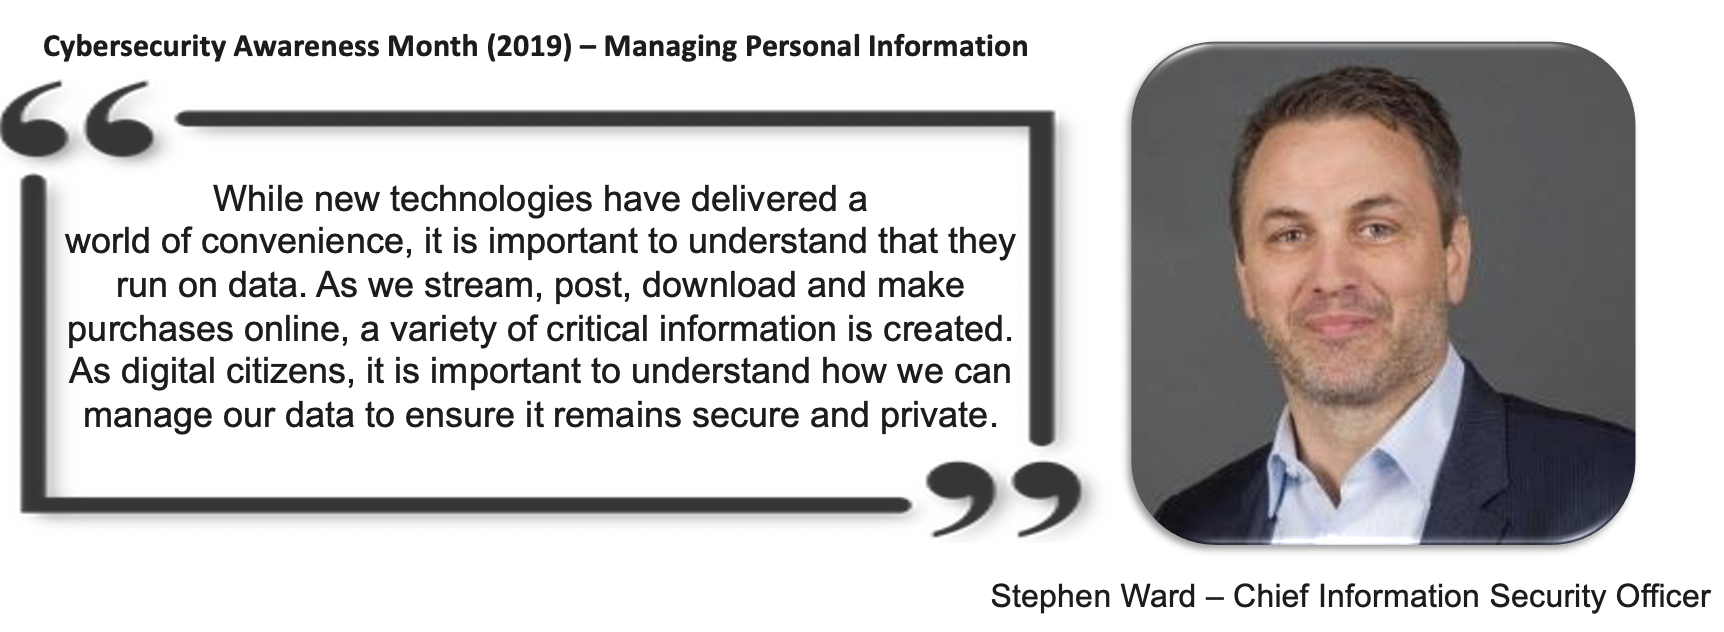 Cybersecurity Awareness Month (2019) – Managing Personal Information
While new technologies have delivered a
world of convenience, it is important to understand that they
run on data. As we stream, post, download and make
purchases online, a variety of critical information is created.
As digital citizens, it is important to understand how we can
manage our data to ensure it remains secure and private.
Stephen Ward – Chief Information Security Officer